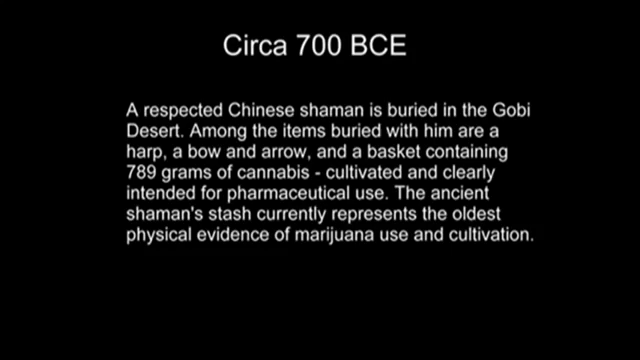 Circa 700 BCE
A respected Chinese shaman is buried in the Gobi
Desert. Among the items buried with him are a
harp, a bow and arrow, and a basket containing
789 grams of cannabis - cultivated and clearly
intended for pharmaceutical use. The ancient
shaman's stash currently represents the oldest
physical evidence of marijuana use and cultivation.